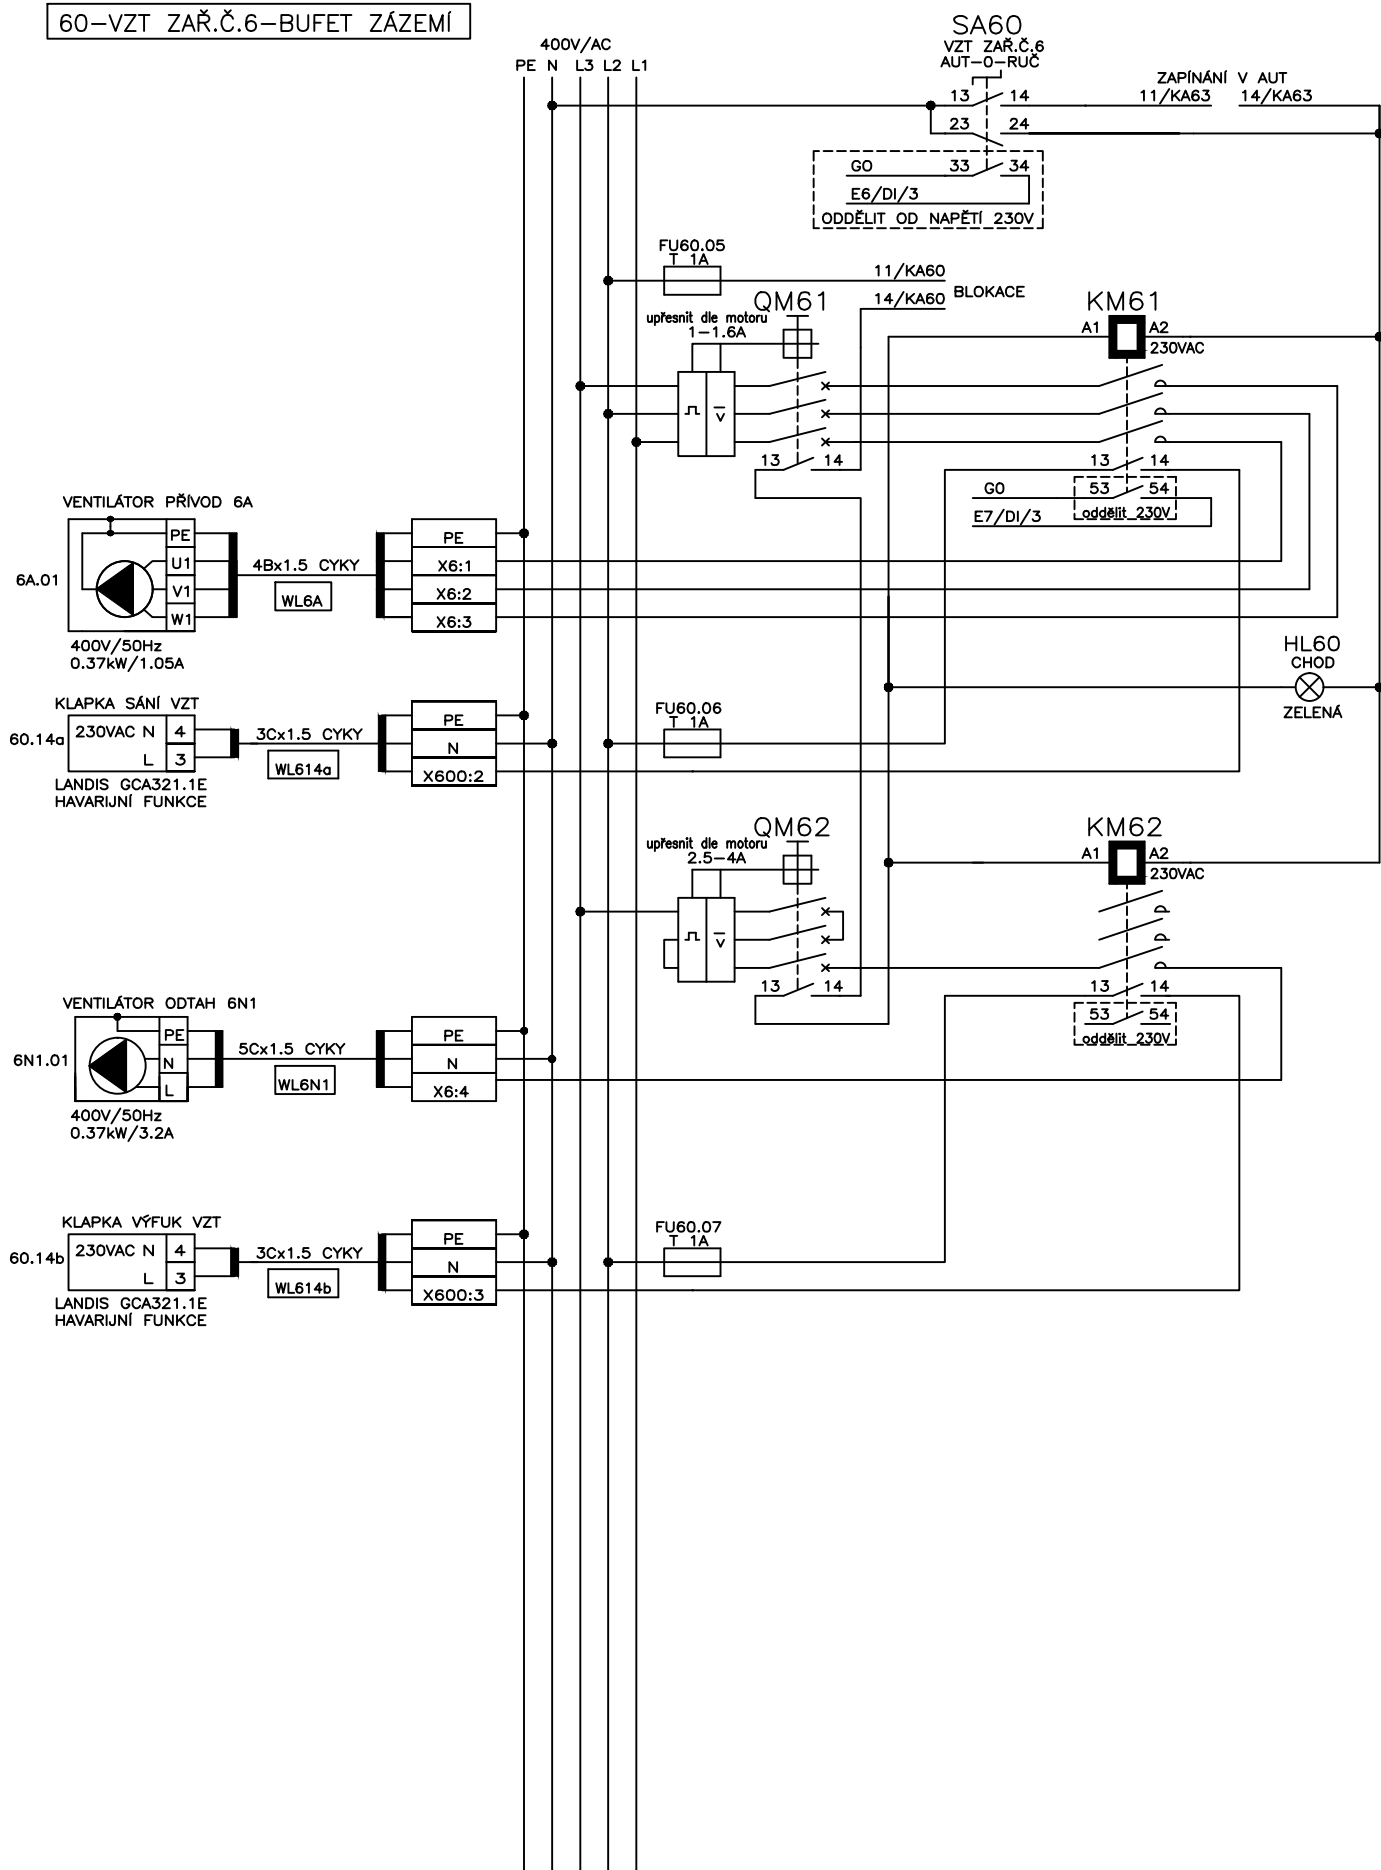 60-VZT ZAŘ.Č.6-BUFET ZÁZEMÍ
400V/AC
PE N L3 L2 L1
SA60
VZT ZAŘ.Č.6
AUT-0-RUČ
13 14
23 24
33 34
G0
E6/DI/3
ODDĚLIT OD NAPĚTÍ 230V
ZAPÍNÁNÍ V AUT
11/KA63 14/KA63
FU60.05
T 1A
11/KA60
14/KA60
BLOKACE
QM61
upřesnit dle motoru
1-1.6A
13 14
KM61
A1 A2
230VAC
13 14
G0
53 54
E7/DI/3
oddělit 230V
VENTILÁTOR PŘÍVOD 6A
6A.01
PE
U1
V1
W1
400V/50Hz
0.37kW/1.05A
4Bx1.5 CYKY
WL6A
PE
X6:1
X6:2
X6:3
HL60
CHOD
ZELENÁ
KLAPKA SÁNÍ VZT
60.14a
230VAC N 4
L 3
LANDIS GCA321.1E
HAVARIJNÍ FUNKCE
3Cx1.5 CYKY
WL614a
PE
N
X600:2
FU60.06
T 1A
QM62
upřesnit dle motoru
2.5-4A
13 14
KM62
A1 A2
230VAC
13 14
53 54
oddělit 230V
VENTILÁTOR ODTAH 6N1
6N1.01
PE
N
L
400V/50Hz
0.37kW/3.2A
5Cx1.5 CYKY
WL6N1
PE
N
X6:4
KLAPKA VÝFUK VZT
60.14b
230VAC N 4
L 3
LANDIS GCA321.1E
HAVARIJNÍ FUNKCE
3Cx1.5 CYKY
WL614b
PE
N
X600:3
FU60.07
T 1A